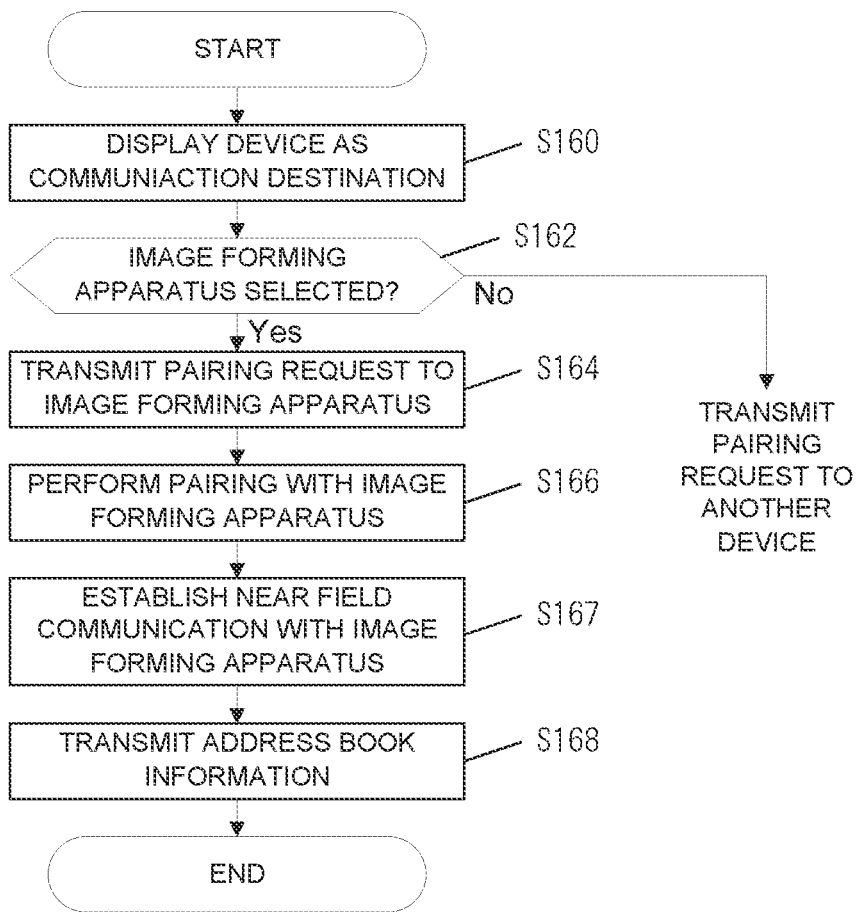 START
DISPLAY DEVICE AS
COMMUNIACTION DESTINATION
S160
IMAGE FORMING
APPARATUS SELECTED?
S162
No
Yes
TRANSMIT PAIRING REQUEST TO
IMAGE FORMING APPARATUS
S164
TRANSMIT
PAIRING
REQUEST TO
ANOTHER
DEVICE
PERFORM PAIRING WITH IMAGE
FORMING APPARATUS
S166
ESTABLISH NEAR FIELD
COMMUNICATION WITH IMAGE
FORMING APPARATUS
S167
TRANSMIT ADDRESS BOOK
INFORMATION
S168
END